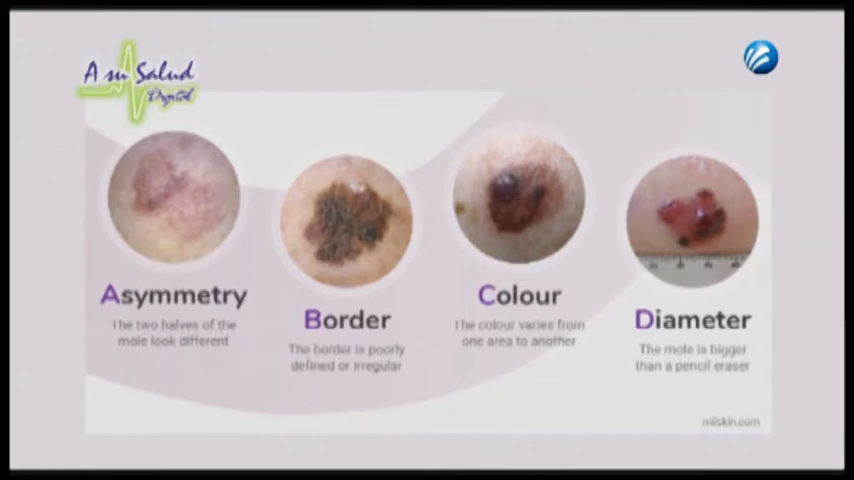 A su Salud
Digital
Asymmetry
The two halves of the
mole look different
Border
The border is poorly
defined or irregular
Colour
The colour varies from
one area to another
Diameter
The mole is bigger
than a pencil eraser
miiskin.com